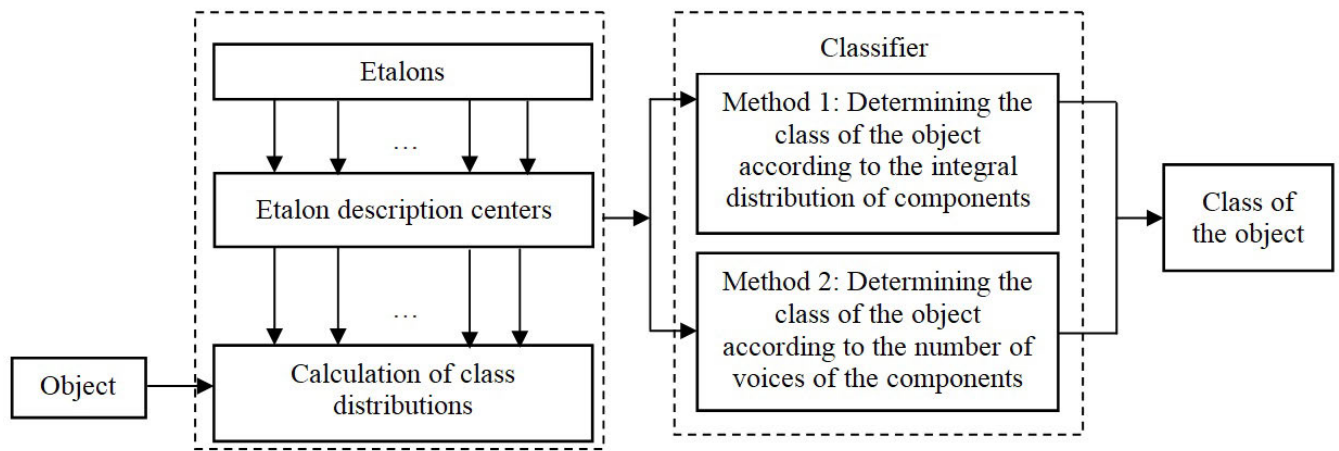 Etalons
…
Etalon description centers
…
Object
Calculation of class
distributions
Classifier
Method 1: Determining the
class of the object
according to the integral
distribution of components
Method 2: Determining the
class of the object
according to the number of
voices of the components
Class of
the object